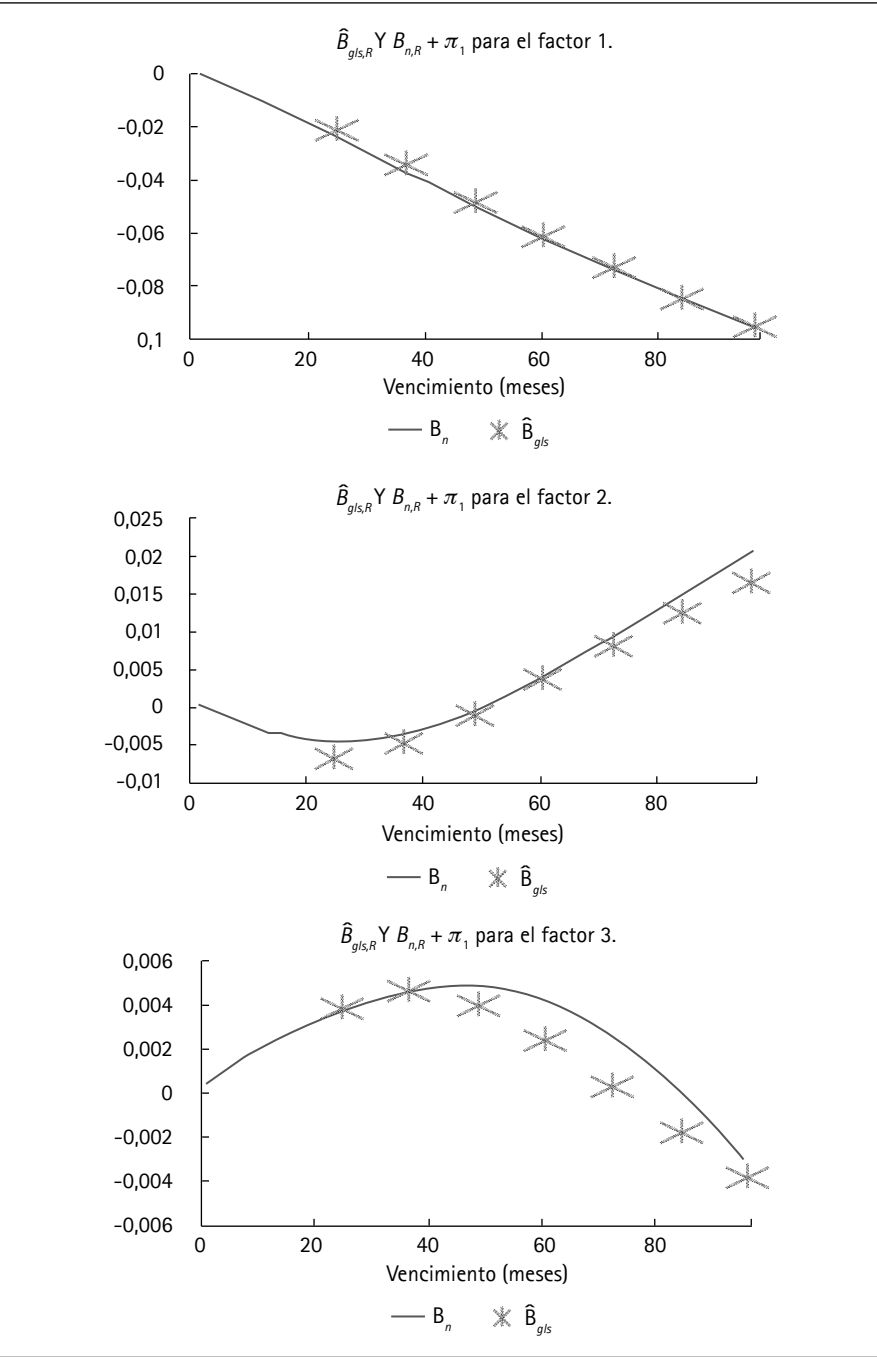 B̂gls,R Y Bn,R + π1 para el factor 1.
0
-0,02
-0,04
-0,06
-0,08
0,1
0 20 40 60 80
Vencimiento (meses)
Bn B̂gls
B̂gls,R Y Bn,R + π1 para el factor 2.
0,025
0,02
0,015
0,01
0,005
0
-0,005
-0,01
0 20 40 60 80
Vencimiento (meses)
Bn B̂gls
B̂gls,R Y Bn,R + π1 para el factor 3.
0,006
0,004
0,002
0
-0,002
-0,004
-0,006
0 20 40 60 80
Vencimiento (meses)
Bn B̂gls